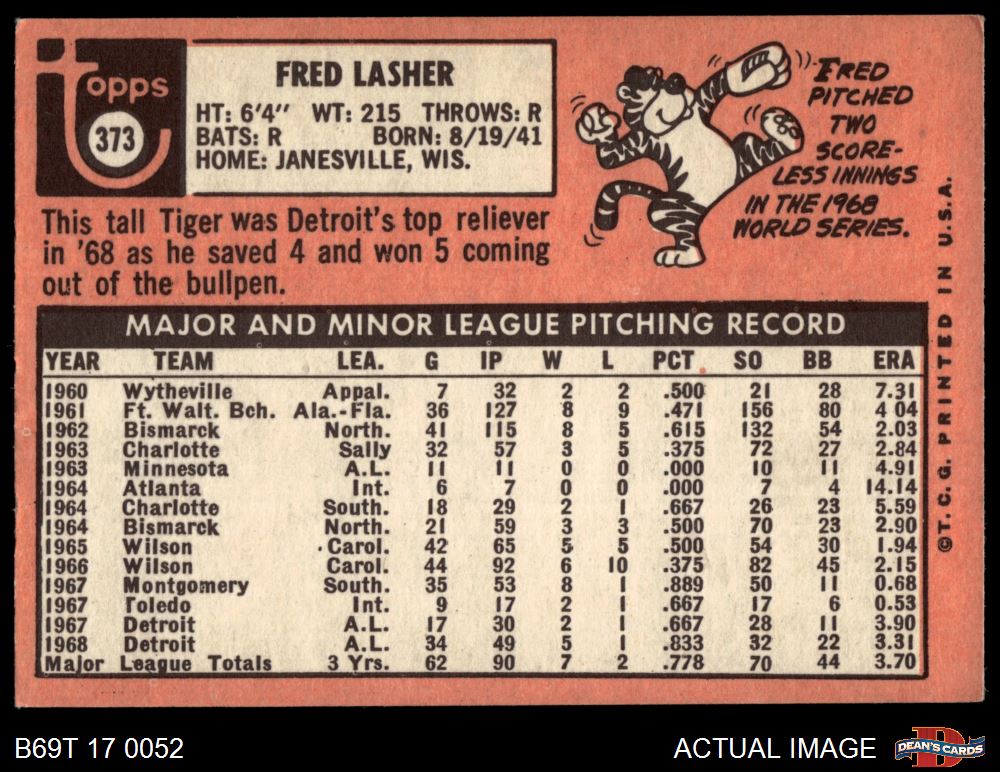 Topps
373
FRED LASHER
HT: 6'4" WT: 215 THROWS: R
BATS: R BORN: 8/19/41
HOME: JANESVILLE, WIS.
This tall Tiger was Detroit's top reliever
in '68 as he saved 4 and won 5 coming
out of the bullpen.
FRED
PITCHED
TWO
SCORE-
LESS INNINGS
IN THE 1968
WORLD SERIES.
MAJOR AND MINOR LEAGUE PITCHING RECORD
YEAR TEAM LEA. G IP W L PCT. SO BB ERA
1960 Wytheville Appal. 7 32 2 2 .500 21 28 7.31
1961 Ft. Walt. Bch. Ala.-Fla. 36 127 8 9 .471 156 80 4 04
1962 Bismarck North. 41 115 8 5 .615 132 54 2.03
1963 Charlotte Sally 32 57 3 5 .375 72 27 2.84
1963 Minnesota A.L. 11 11 0 0 .000 10 11 4.91
1964 Atlanta Int. 6 7 0 0 .000 7 4 14.14
1964 Charlotte South. 18 29 2 1 .667 26 23 5.59
1964 Bismarck North. 21 59 3 3 .500 70 23 2.90
1965 Wilson Carol. 42 65 5 5 .500 54 30 1.94
1966 Wilson Carol. 44 92 6 10 .375 82 45 2.15
1967 Montgomery South. 35 53 8 1 .889 50 11 0.68
1967 Toledo Int. 9 17 2 1 .667 17 6 0.53
1967 Detroit A.L. 17 30 2 1 .667 28 11 3.90
1968 Detroit A.L. 34 49 5 1 .833 32 22 3.31
Major League Totals 3 Yrs. 62 90 7 2 .778 70 44 3.70
©T. C. G. PRINTED IN U.S.A.
B69T 17 0052
ACTUAL IMAGE
D
DEAN'S CARDS